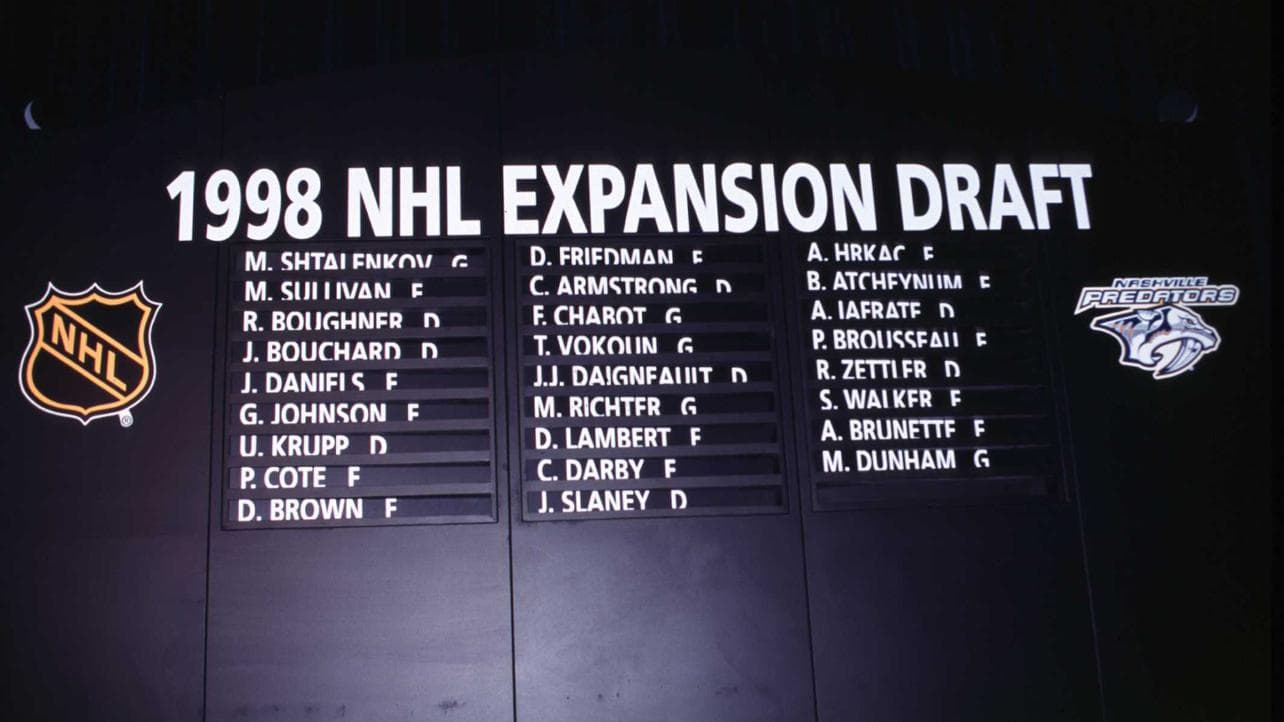 1998 NHL EXPANSION DRAFT
M. SHTALENKOV G
M. SULLIVAN F
R. BOUGHNER D
J. BOUCHARD D
J. DANIELS F
G. JOHNSON F
U. KRUPP D
P. COTE F
D. BROWN F
D. FRIEDMAN F
C. ARMSTRONG D
F. CHABOT G
T. VOKOUN G
J.J. DAIGNEAULT D
M. RICHTER G
D. LAMBERT F
C. DARBY F
J. SLANEY D
A. HRKAC F
B. ATCHEYNUM F
A. IAFRATE D
P. BROUSSEAU F
R. ZETTLER D
S. WALKER F
A. BRUNETTE F
M. DUNHAM G
NHL
®
NASHVILLE
PREDATORS